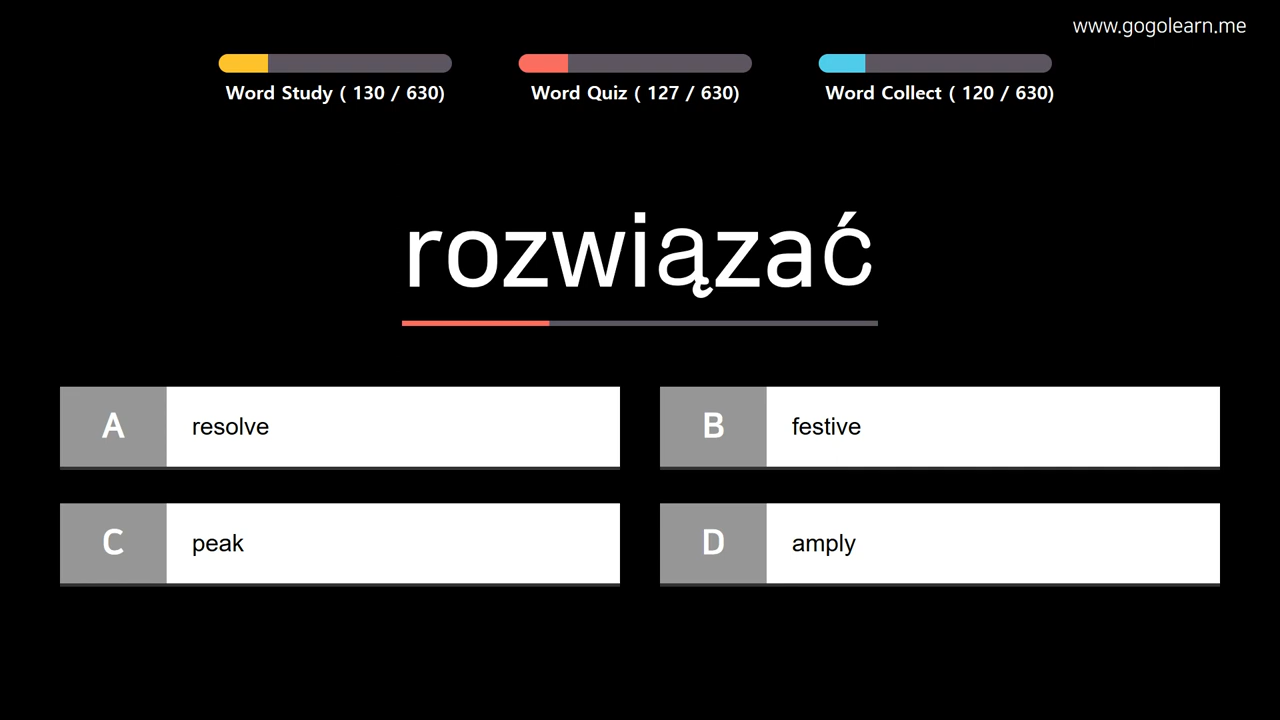 www.gogolearn.me
Word Study ( 130 / 630)
Word Quiz ( 127 / 630)
Word Collect ( 120 / 630)
rozwiązać
A resolve
B festive
C peak
D amply